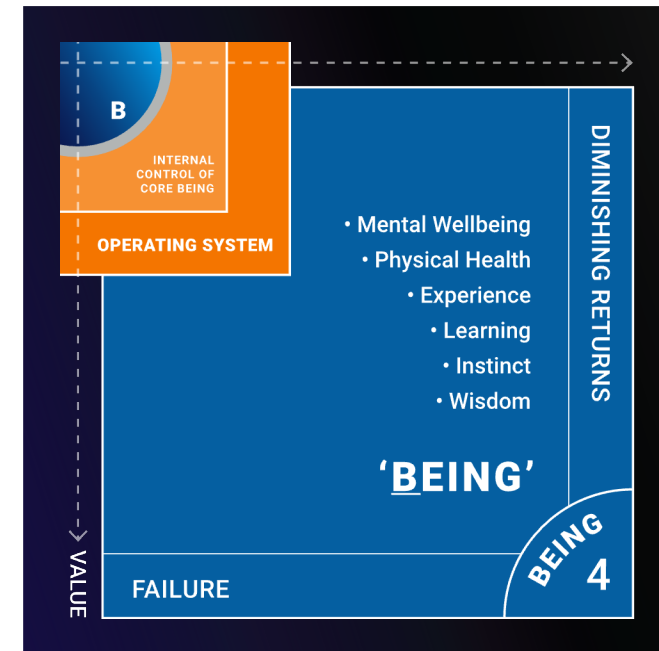 B
INTERNAL
CONTROL OF
CORE BEING
OPERATING SYSTEM
• Mental Wellbeing
• Physical Health
• Experience
• Learning
• Instinct
• Wisdom
‘BEING’
DIMINISHING RETURNS
BEING
4
FAILURE
VALUE